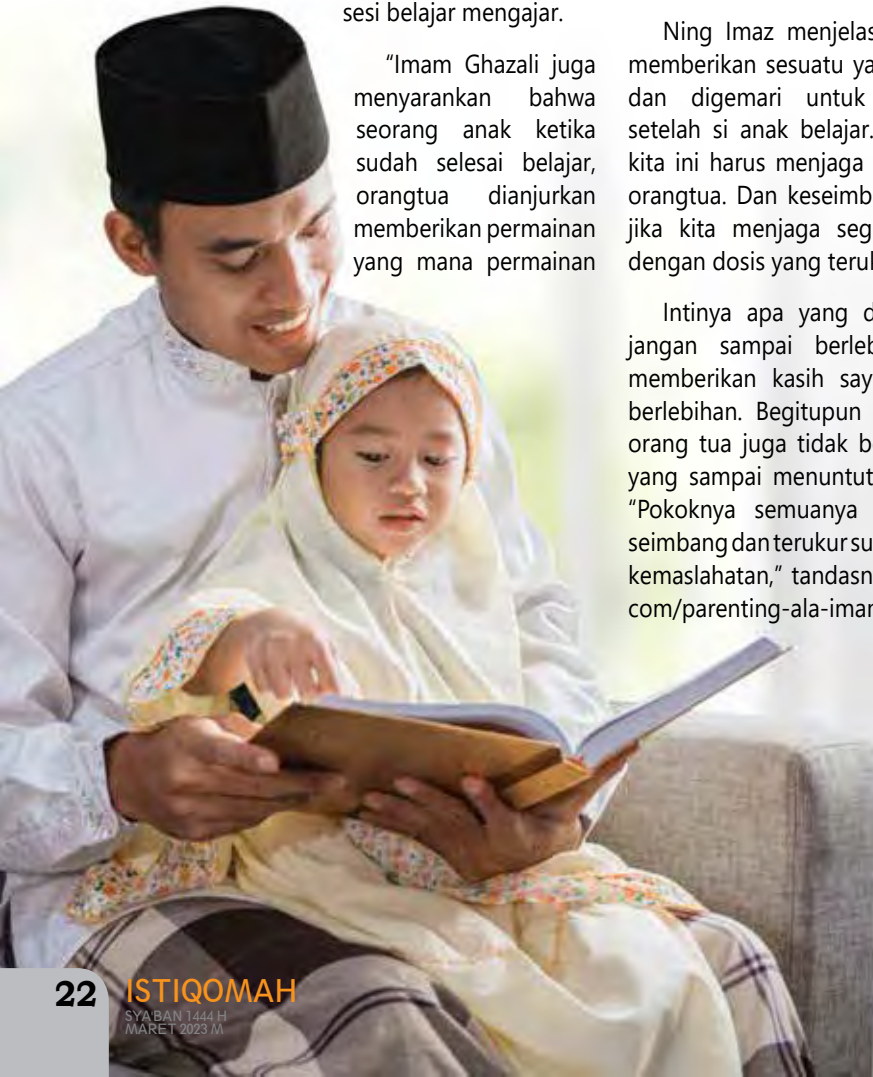 sesi belajar mengajar.
“Imam Ghazali juga
menyarankan bahwa
seorang anak ketika
sudah selesai belajar,
orangtua dianjurkan
memberikan permainan
yang mana permainan
Ning Imaz menjelas
memberikan sesuatu ya
dan digemari untuk
setelah si anak belajar.
kita ini harus menjaga
orangtua. Dan keseimb
jika kita menjaga seg
dengan dosis yang teruk
Intinya apa yang d
jangan sampai berleb
memberikan kasih say
berlebihan. Begitupun
orang tua juga tidak b
yang sampai menuntut
“Pokoknya semuanya
seimbang dan terukur su
kemaslahatan,” tandasn
com/parenting-ala-imam
22
ISTIQOMAH
SYA'BAN 1444 H
MARET 2023 M